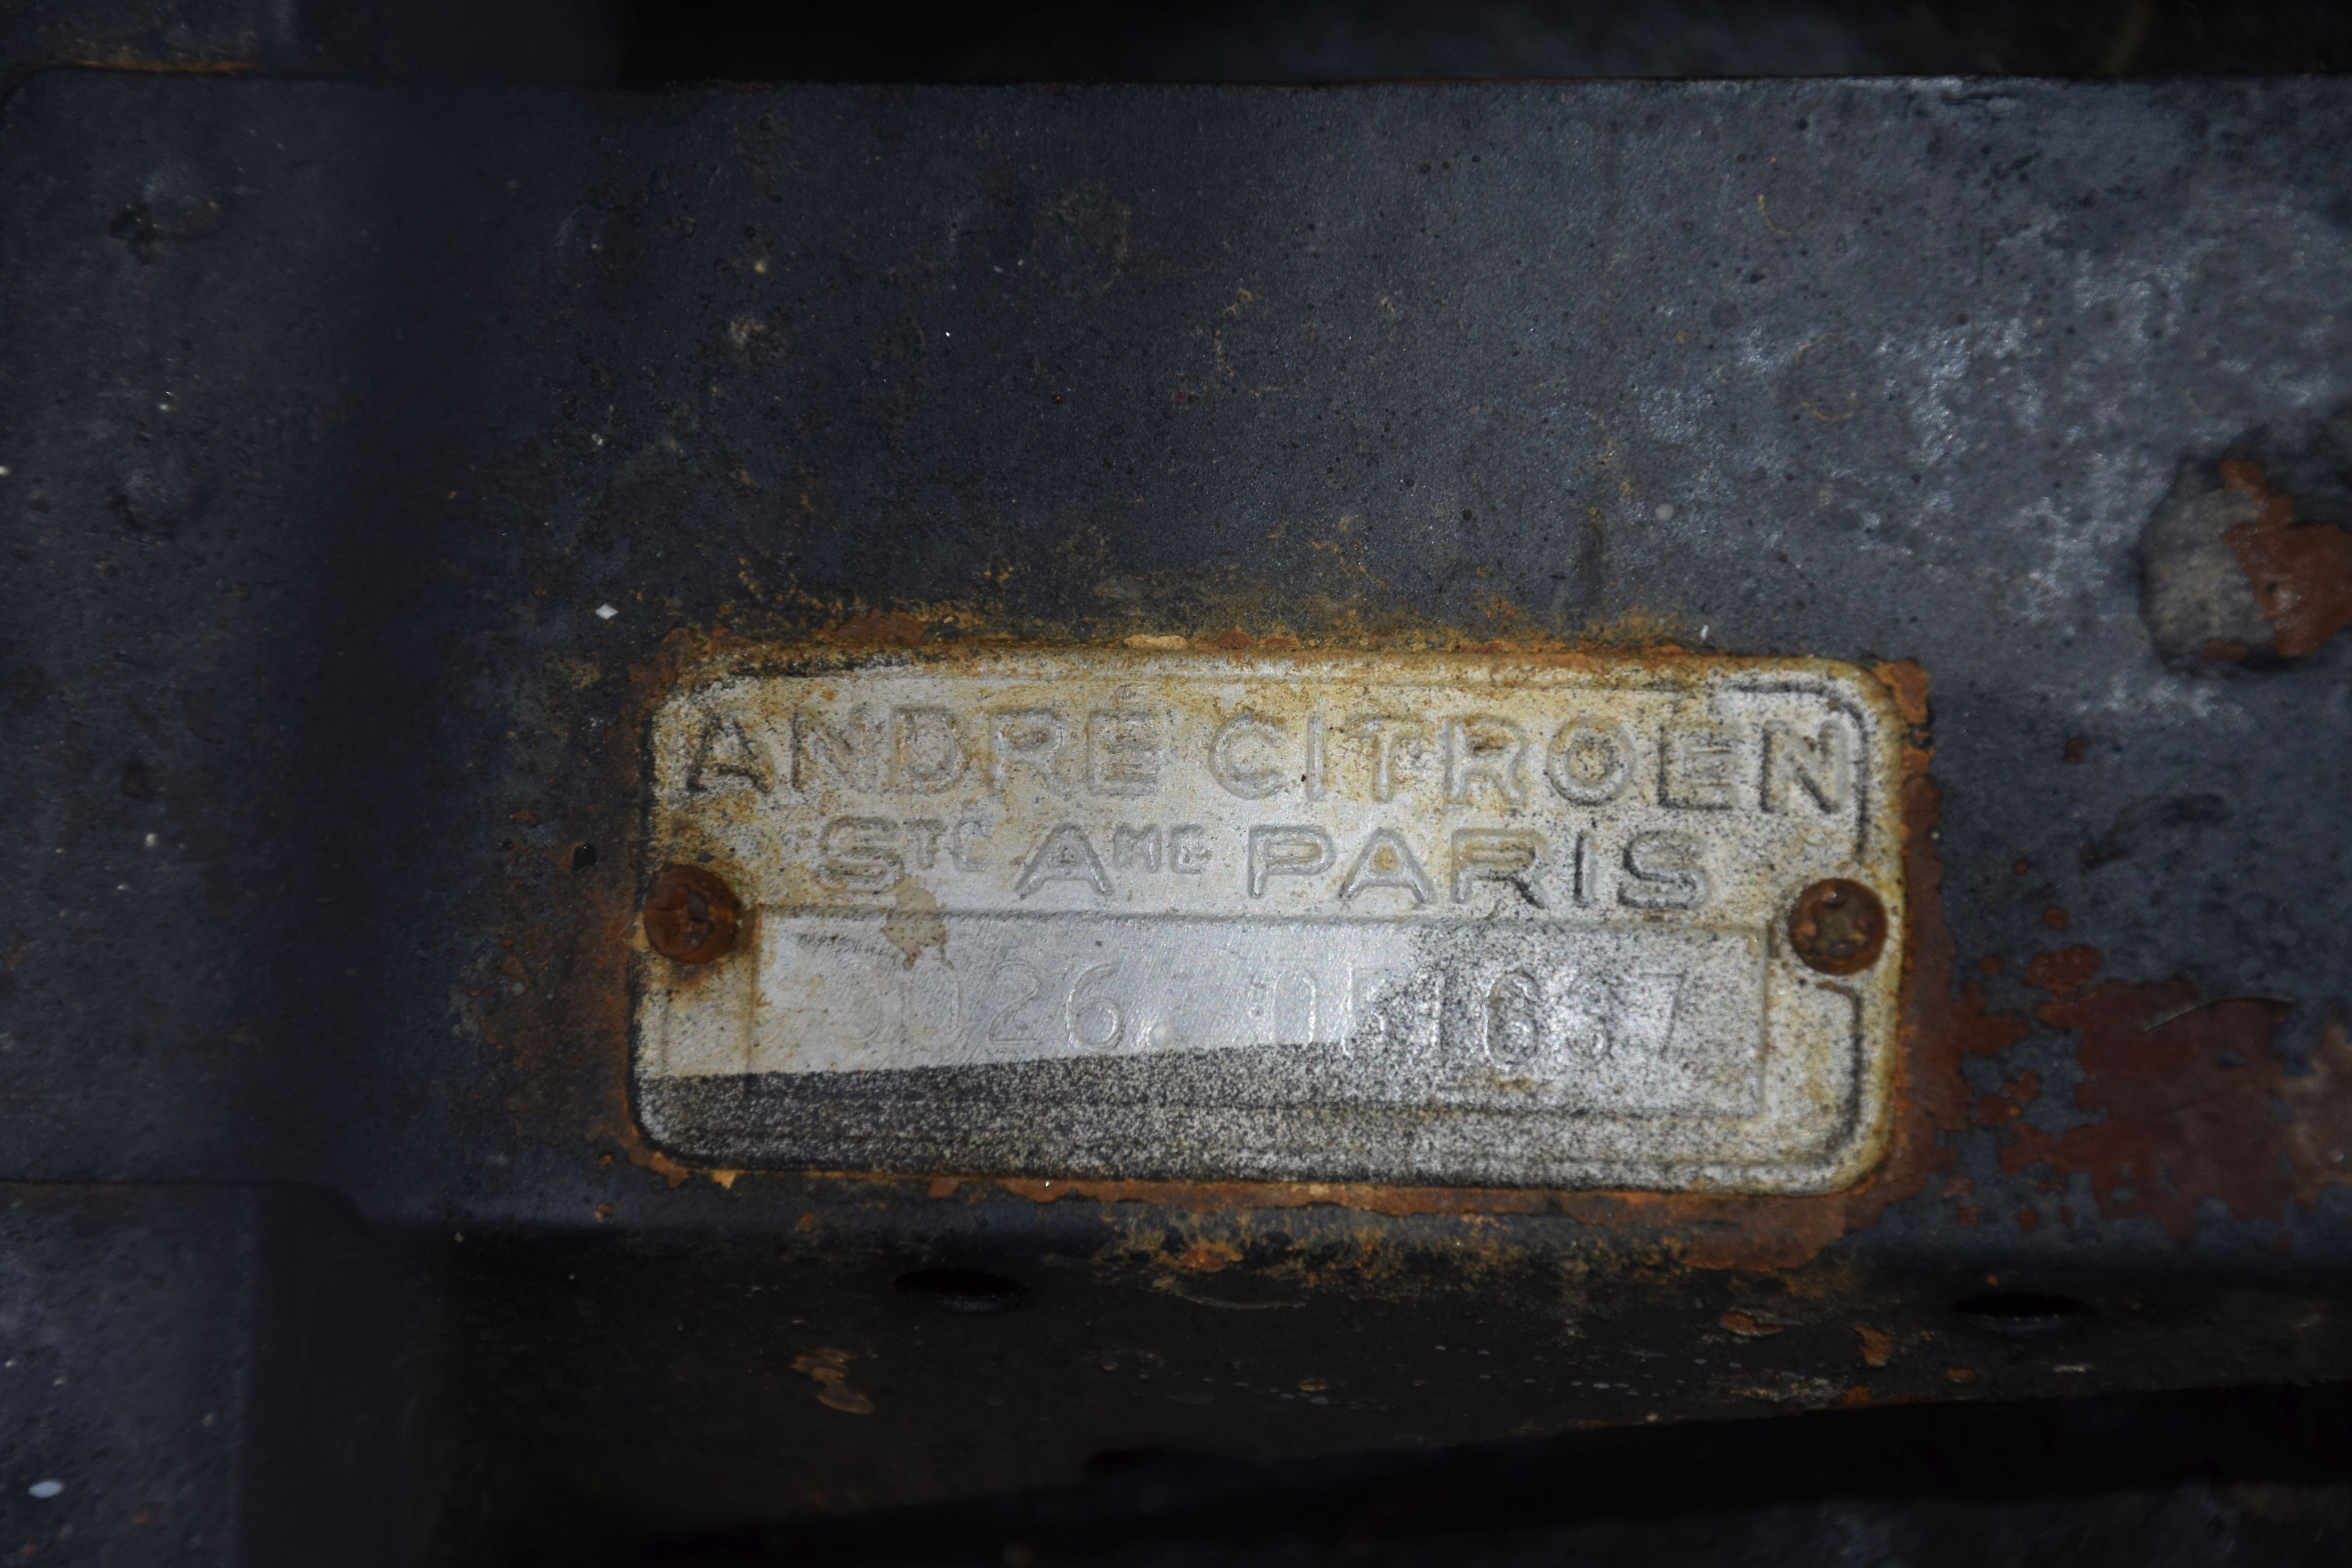 ANDRÉ CITROËN
STÉ AME PARIS